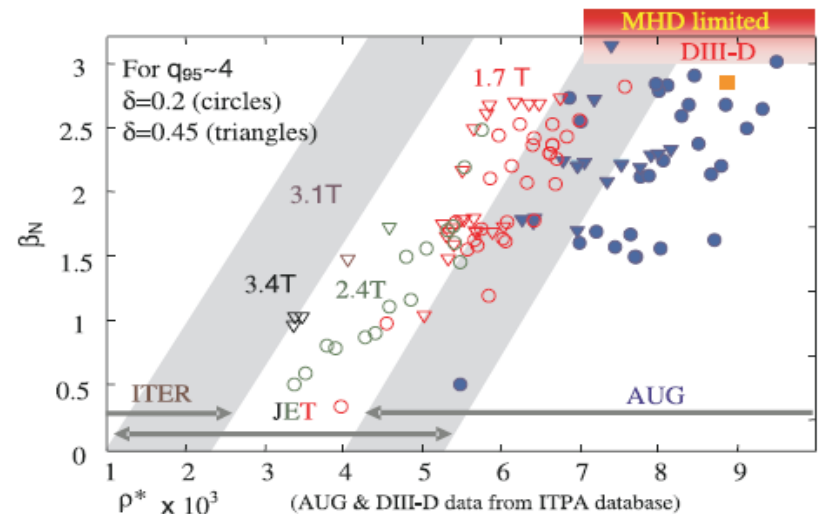 MHD limited
DIII-D
For q95~4
δ=0.2 (circles)
δ=0.45 (triangles)
1.7 T
3.1T
3.4T
2.4T
ITER
JET
AUG
βN
3
2.5
2
1.5
1
0.5
0
1 2 3 4 5 6 7 8 9
ρ* x 10³ (AUG & DIII-D data from ITPA database)